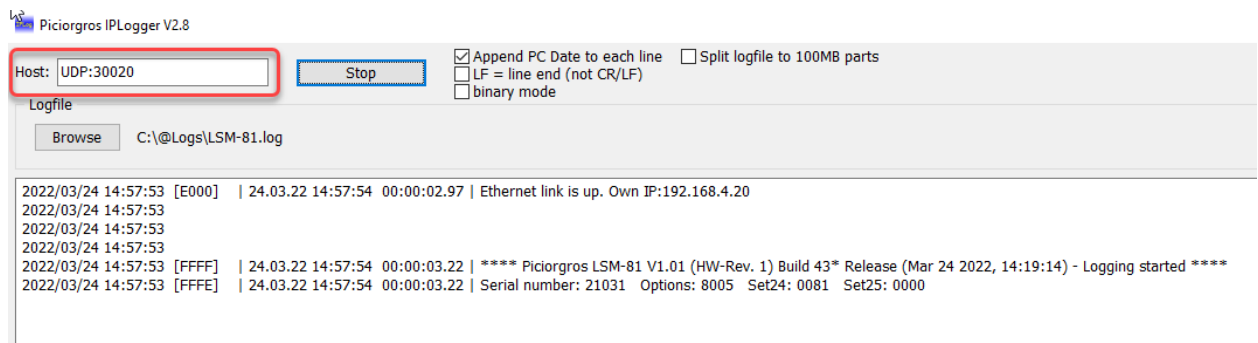 Piciorgros IPLogger V2.8
Host: UDP:30020 Stop
Append PC Date to each line Split logfile to 100MB parts
LF = line end (not CR/LF)
binary mode
Logfile
Browse C:\@Logs\LSM-81.log
2022/03/24 14:57:53 [E000] | 24.03.22 14:57:54 00:00:02.97 | Ethernet link is up. Own IP:192.168.4.20
2022/03/24 14:57:53
2022/03/24 14:57:53
2022/03/24 14:57:53
2022/03/24 14:57:53 [FFFF] | 24.03.22 14:57:54 00:00:03.22 | **** Piciorgros LSM-81 V1.01 (HW-Rev. 1) Build 43* Release (Mar 24 2022, 14:19:14) - Logging started ****
2022/03/24 14:57:53 [FFFE] | 24.03.22 14:57:54 00:00:03.22 | Serial number: 21031 Options: 8005 Set24: 0081 Set25: 0000